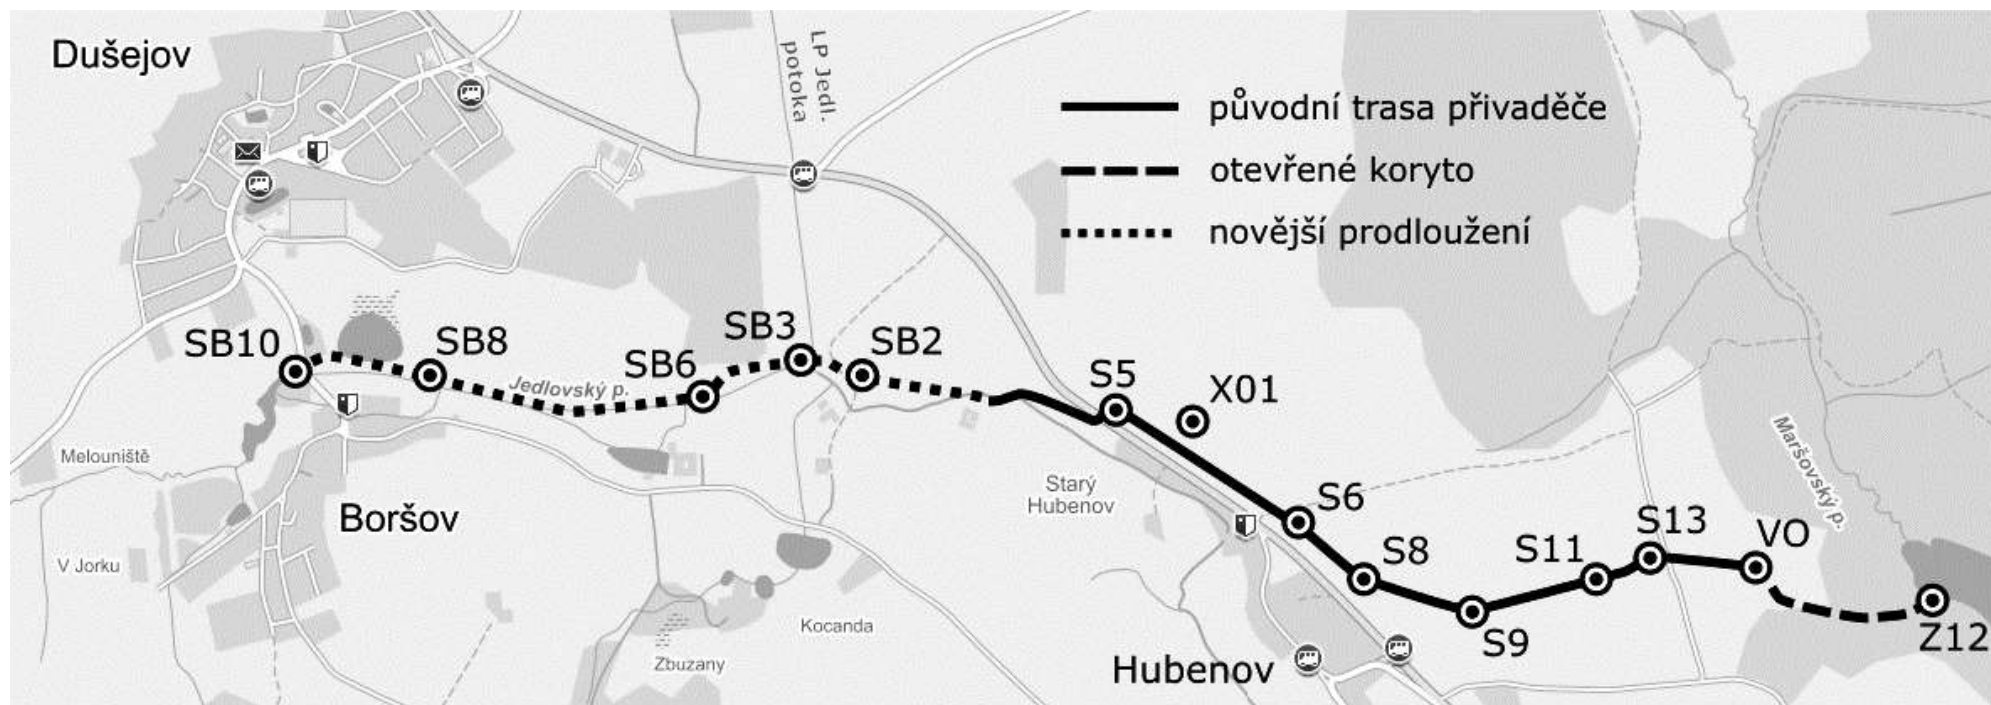 Dušejov
LP Jedl.
potoka
původní trasa přivaděče
otevřené koryto
novější prodloužení
SB10
SB8
SB6
SB3
SB2
Jedlovský p.
S5
X01
Melouniště
Boršov
Starý
Hubenov
S6
S8
S11
S13
VO
Maršovský p.
V Jorku
Kocanda
Zbuzany
Hubenov
S9
Z12